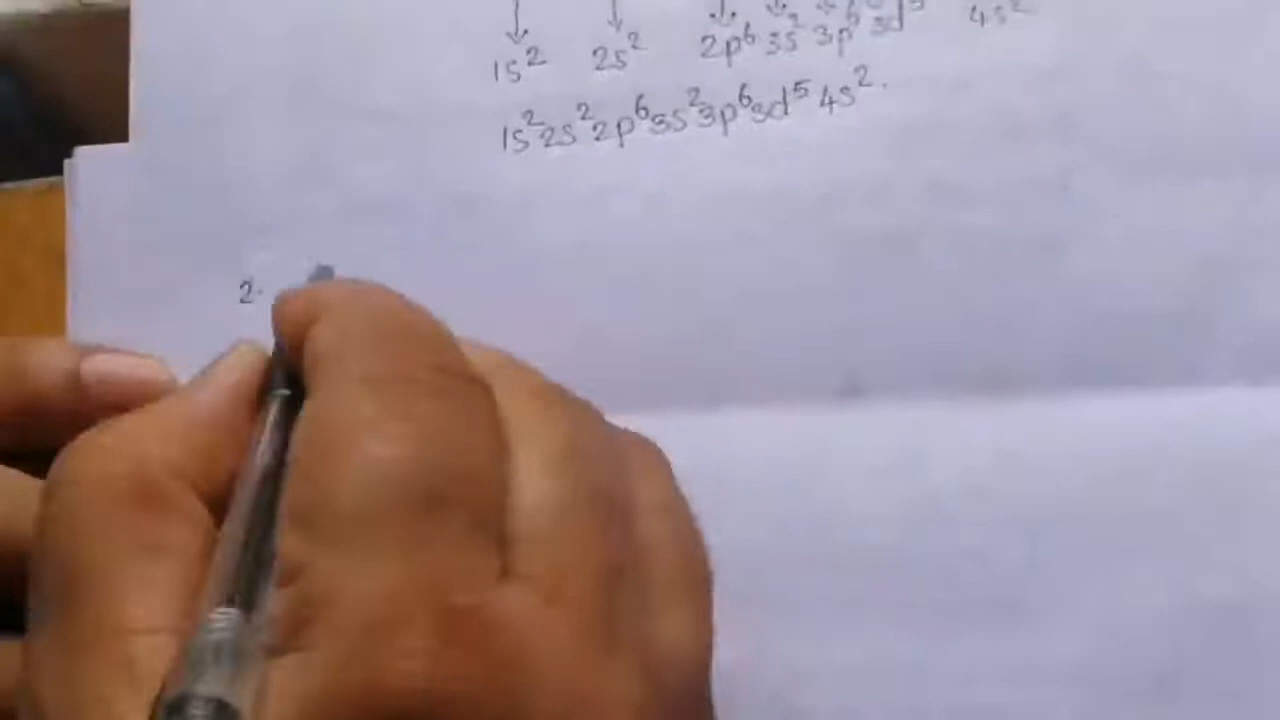 1s² 2s² 2p⁶ 3s² 3p⁶ 3d⁵ 4s²
1s²2s²2p⁶3s²3p⁶3d⁵4s².
2.